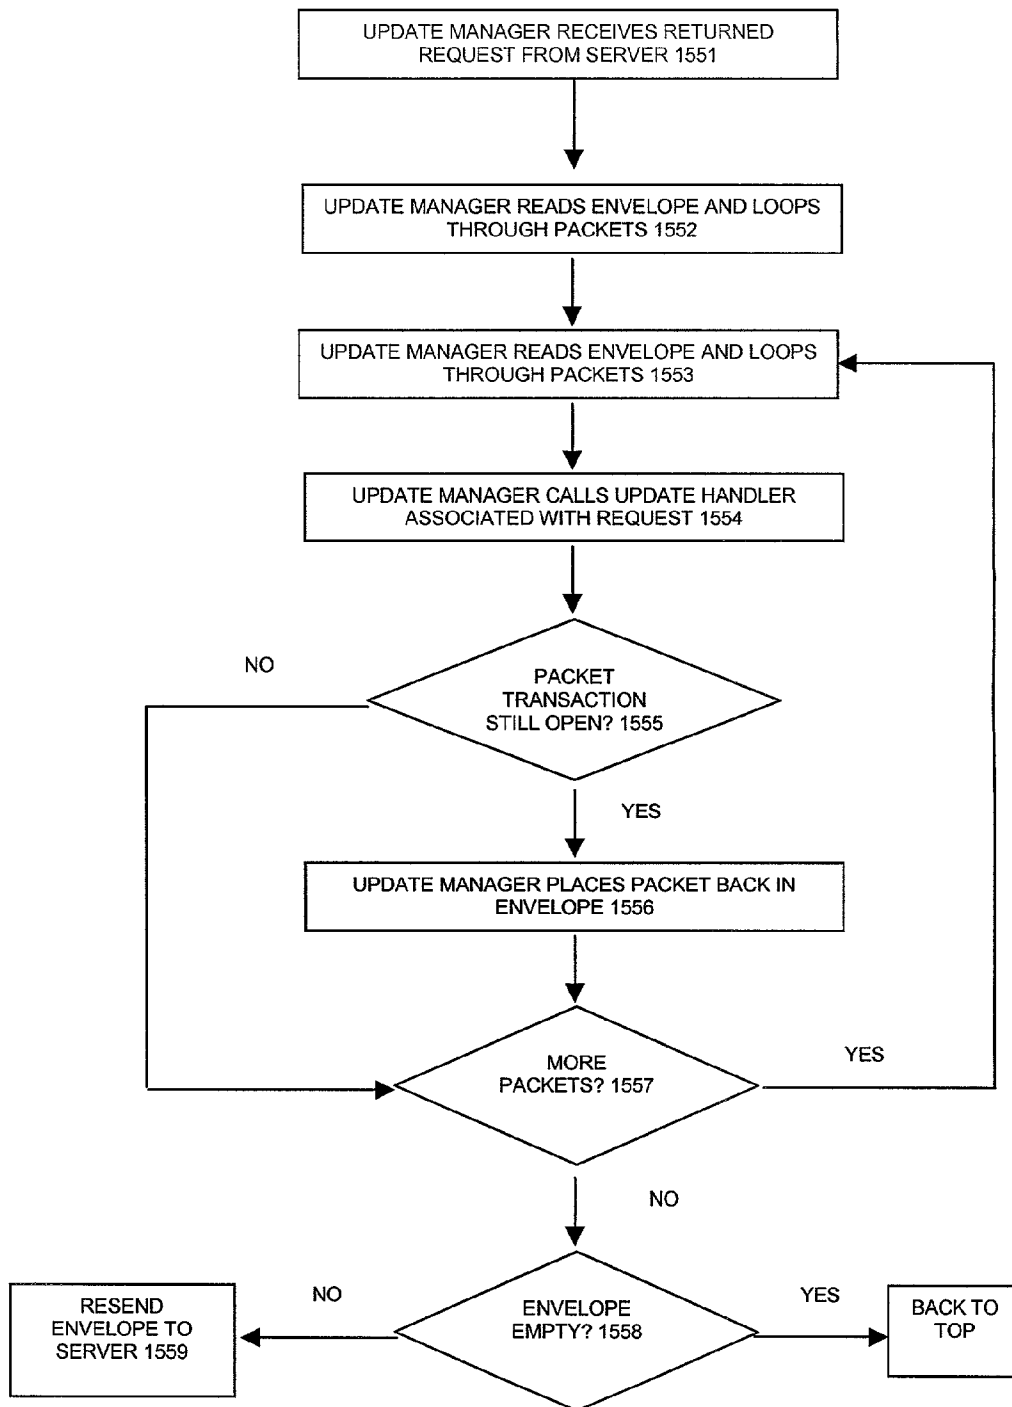 UPDATE MANAGER RECEIVES RETURNED
REQUEST FROM SERVER 1551
UPDATE MANAGER READS ENVELOPE AND LOOPS
THROUGH PACKETS 1552
UPDATE MANAGER READS ENVELOPE AND LOOPS
THROUGH PACKETS 1553
UPDATE MANAGER CALLS UPDATE HANDLER
ASSOCIATED WITH REQUEST 1554
NO
PACKET
TRANSACTION
STILL OPEN? 1555
YES
UPDATE MANAGER PLACES PACKET BACK IN
ENVELOPE 1556
MORE
PACKETS? 1557
YES
NO
RESEND
ENVELOPE TO
SERVER 1559
NO
ENVELOPE
EMPTY? 1558
YES
BACK TO
TOP